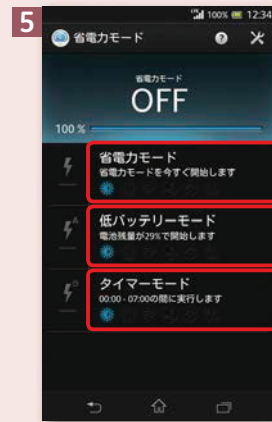 5
100% 12:34
省電力モード
省電力モード
OFF
100 %
省電力モード
省電力モードを今すぐ開始します
低バッテリーモード
電池残量が29%で開始します
タイマーモード
00:00 - 07:00の間に実行します